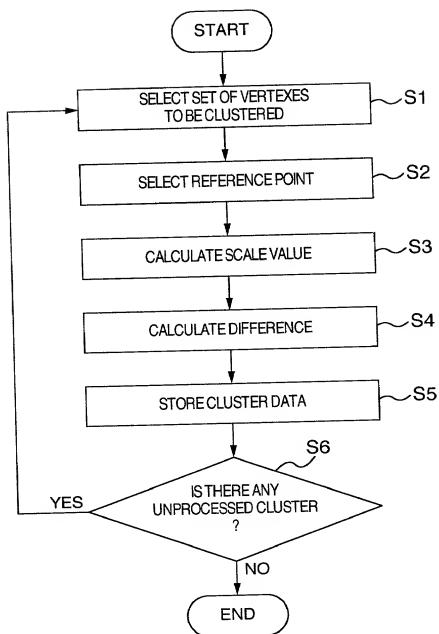 START
SELECT SET OF VERTEXES
TO BE CLUSTERED
S1
SELECT REFERENCE POINT
S2
CALCULATE SCALE VALUE
S3
CALCULATE DIFFERENCE
S4
STORE CLUSTER DATA
S5
S6
IS THERE ANY
UNPROCESSED CLUSTER
?
YES
NO
END